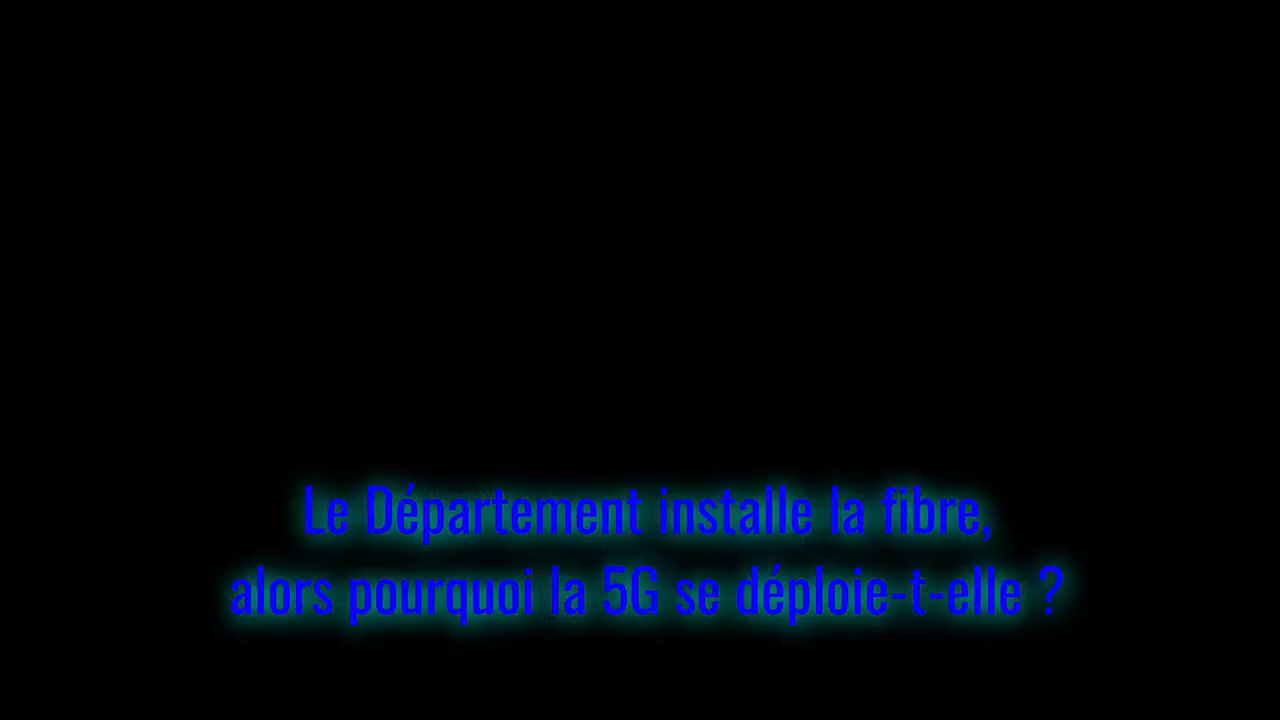 Le Département installe la fibre,
alors pourquoi la 5G se déploie-t-elle ?